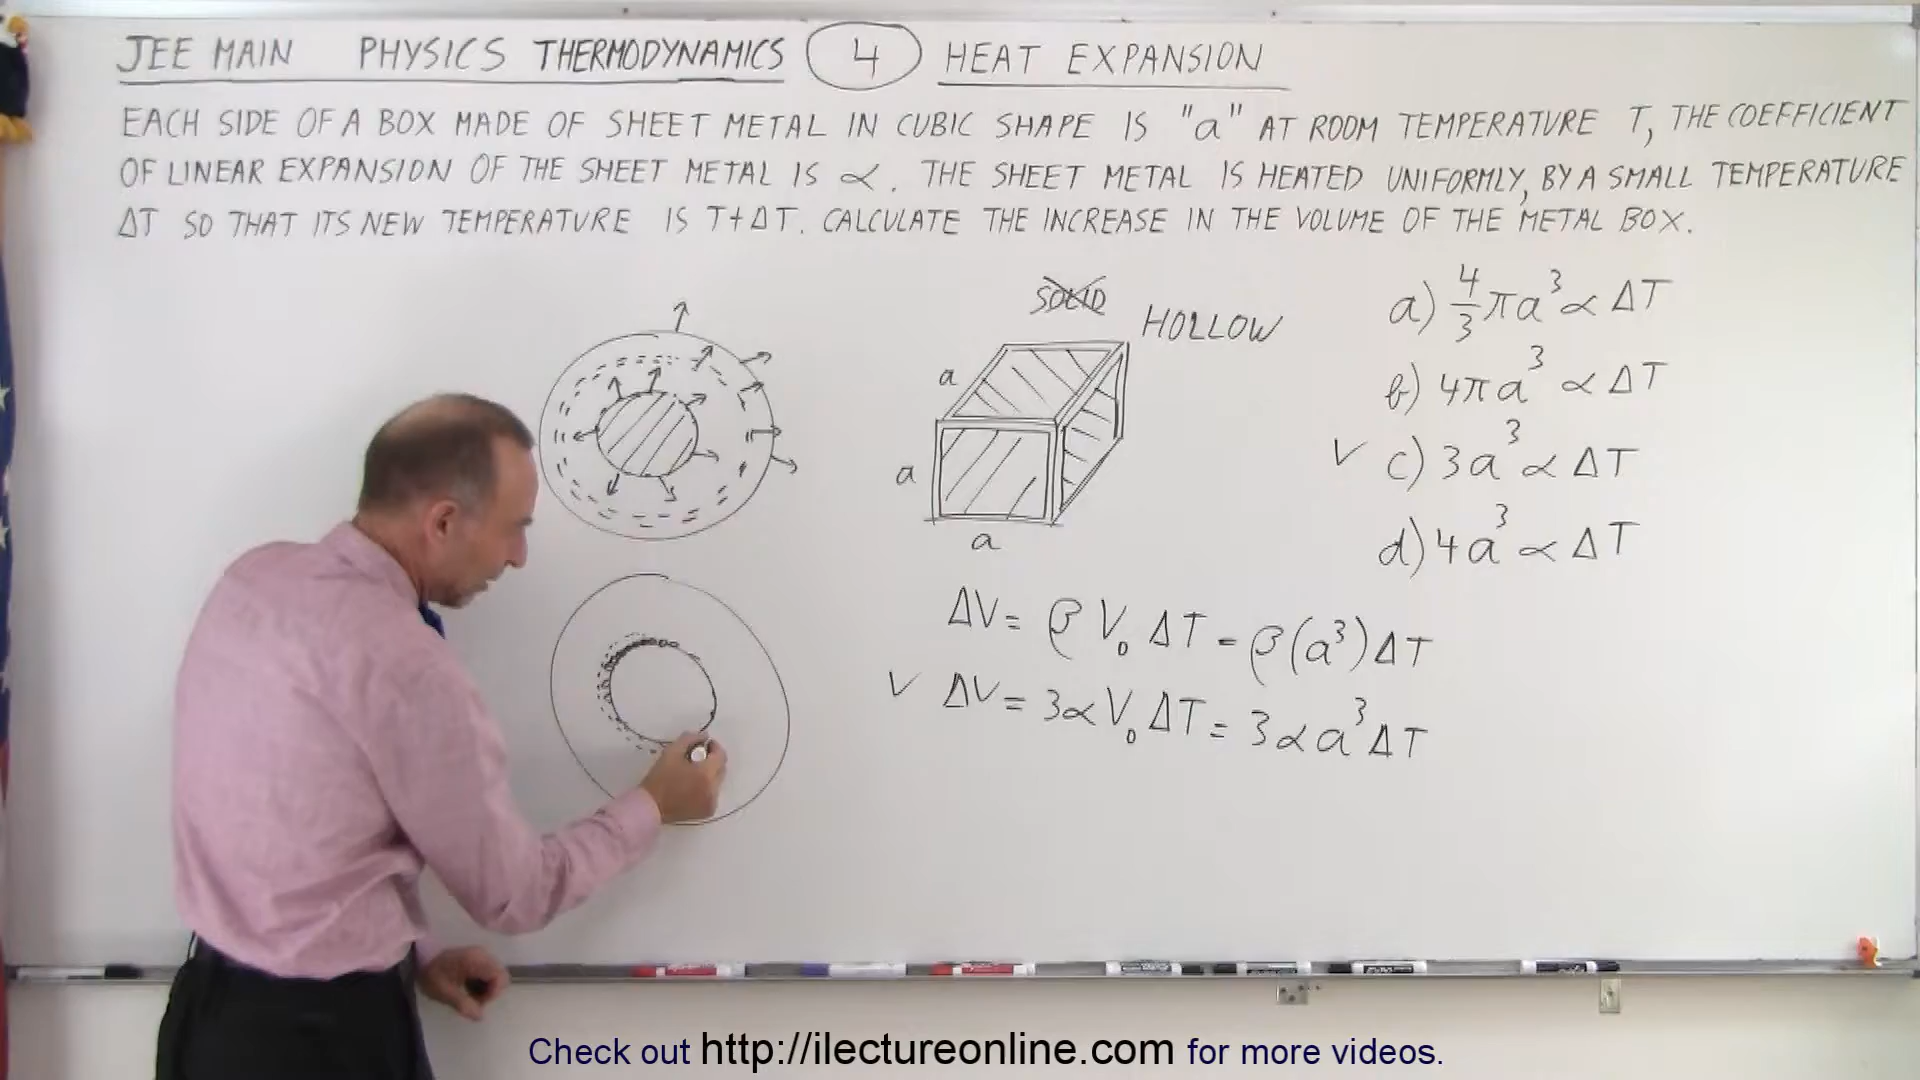 JEE MAIN PHYSICS THERMODYNAMICS 4 HEAT EXPANSION
EACH SIDE OF A BOX MADE OF SHEET METAL IN CUBIC SHAPE IS "a" AT ROOM TEMPERATURE T, THE COEFFICIENT
OF LINEAR EXPANSION OF THE SHEET METAL IS α. THE SHEET METAL IS HEATED UNIFORMLY, BY A SMALL TEMPERATURE
ΔT SO THAT ITS NEW TEMPERATURE IS T+ΔT. CALCULATE THE INCREASE IN THE VOLUME OF THE METAL BOX.
SOLID
HOLLOW
a
a
a
a) 4/3 πa³ α ΔT
b) 4πa³ α ΔT
✓ c) 3a³ α ΔT
d) 4a³ α ΔT
ΔV = β V₀ ΔT = β(a³)ΔT
✓ ΔV = 3α V₀ ΔT = 3αa³ΔT
Check out http://ilectureonline.com for more videos.